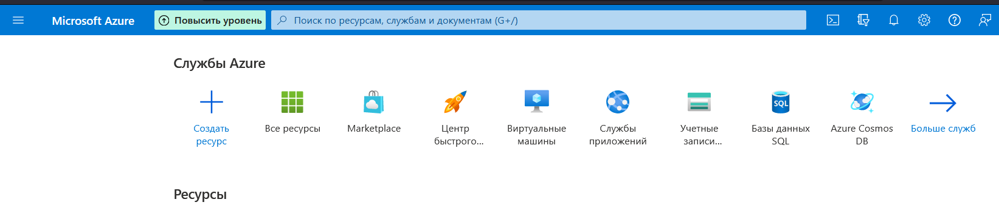 Microsoft Azure
Повысить уровень
Поиск по ресурсам, службам и документам (G+/)
Службы Azure
Создать
ресурс
Все ресурсы
Marketplace
Центр
быстрого...
Виртуальные
машины
Службы
приложений
Учетные
записи...
SQL
Базы данных
SQL
Azure Cosmos
DB
Больше служб
Ресурсы